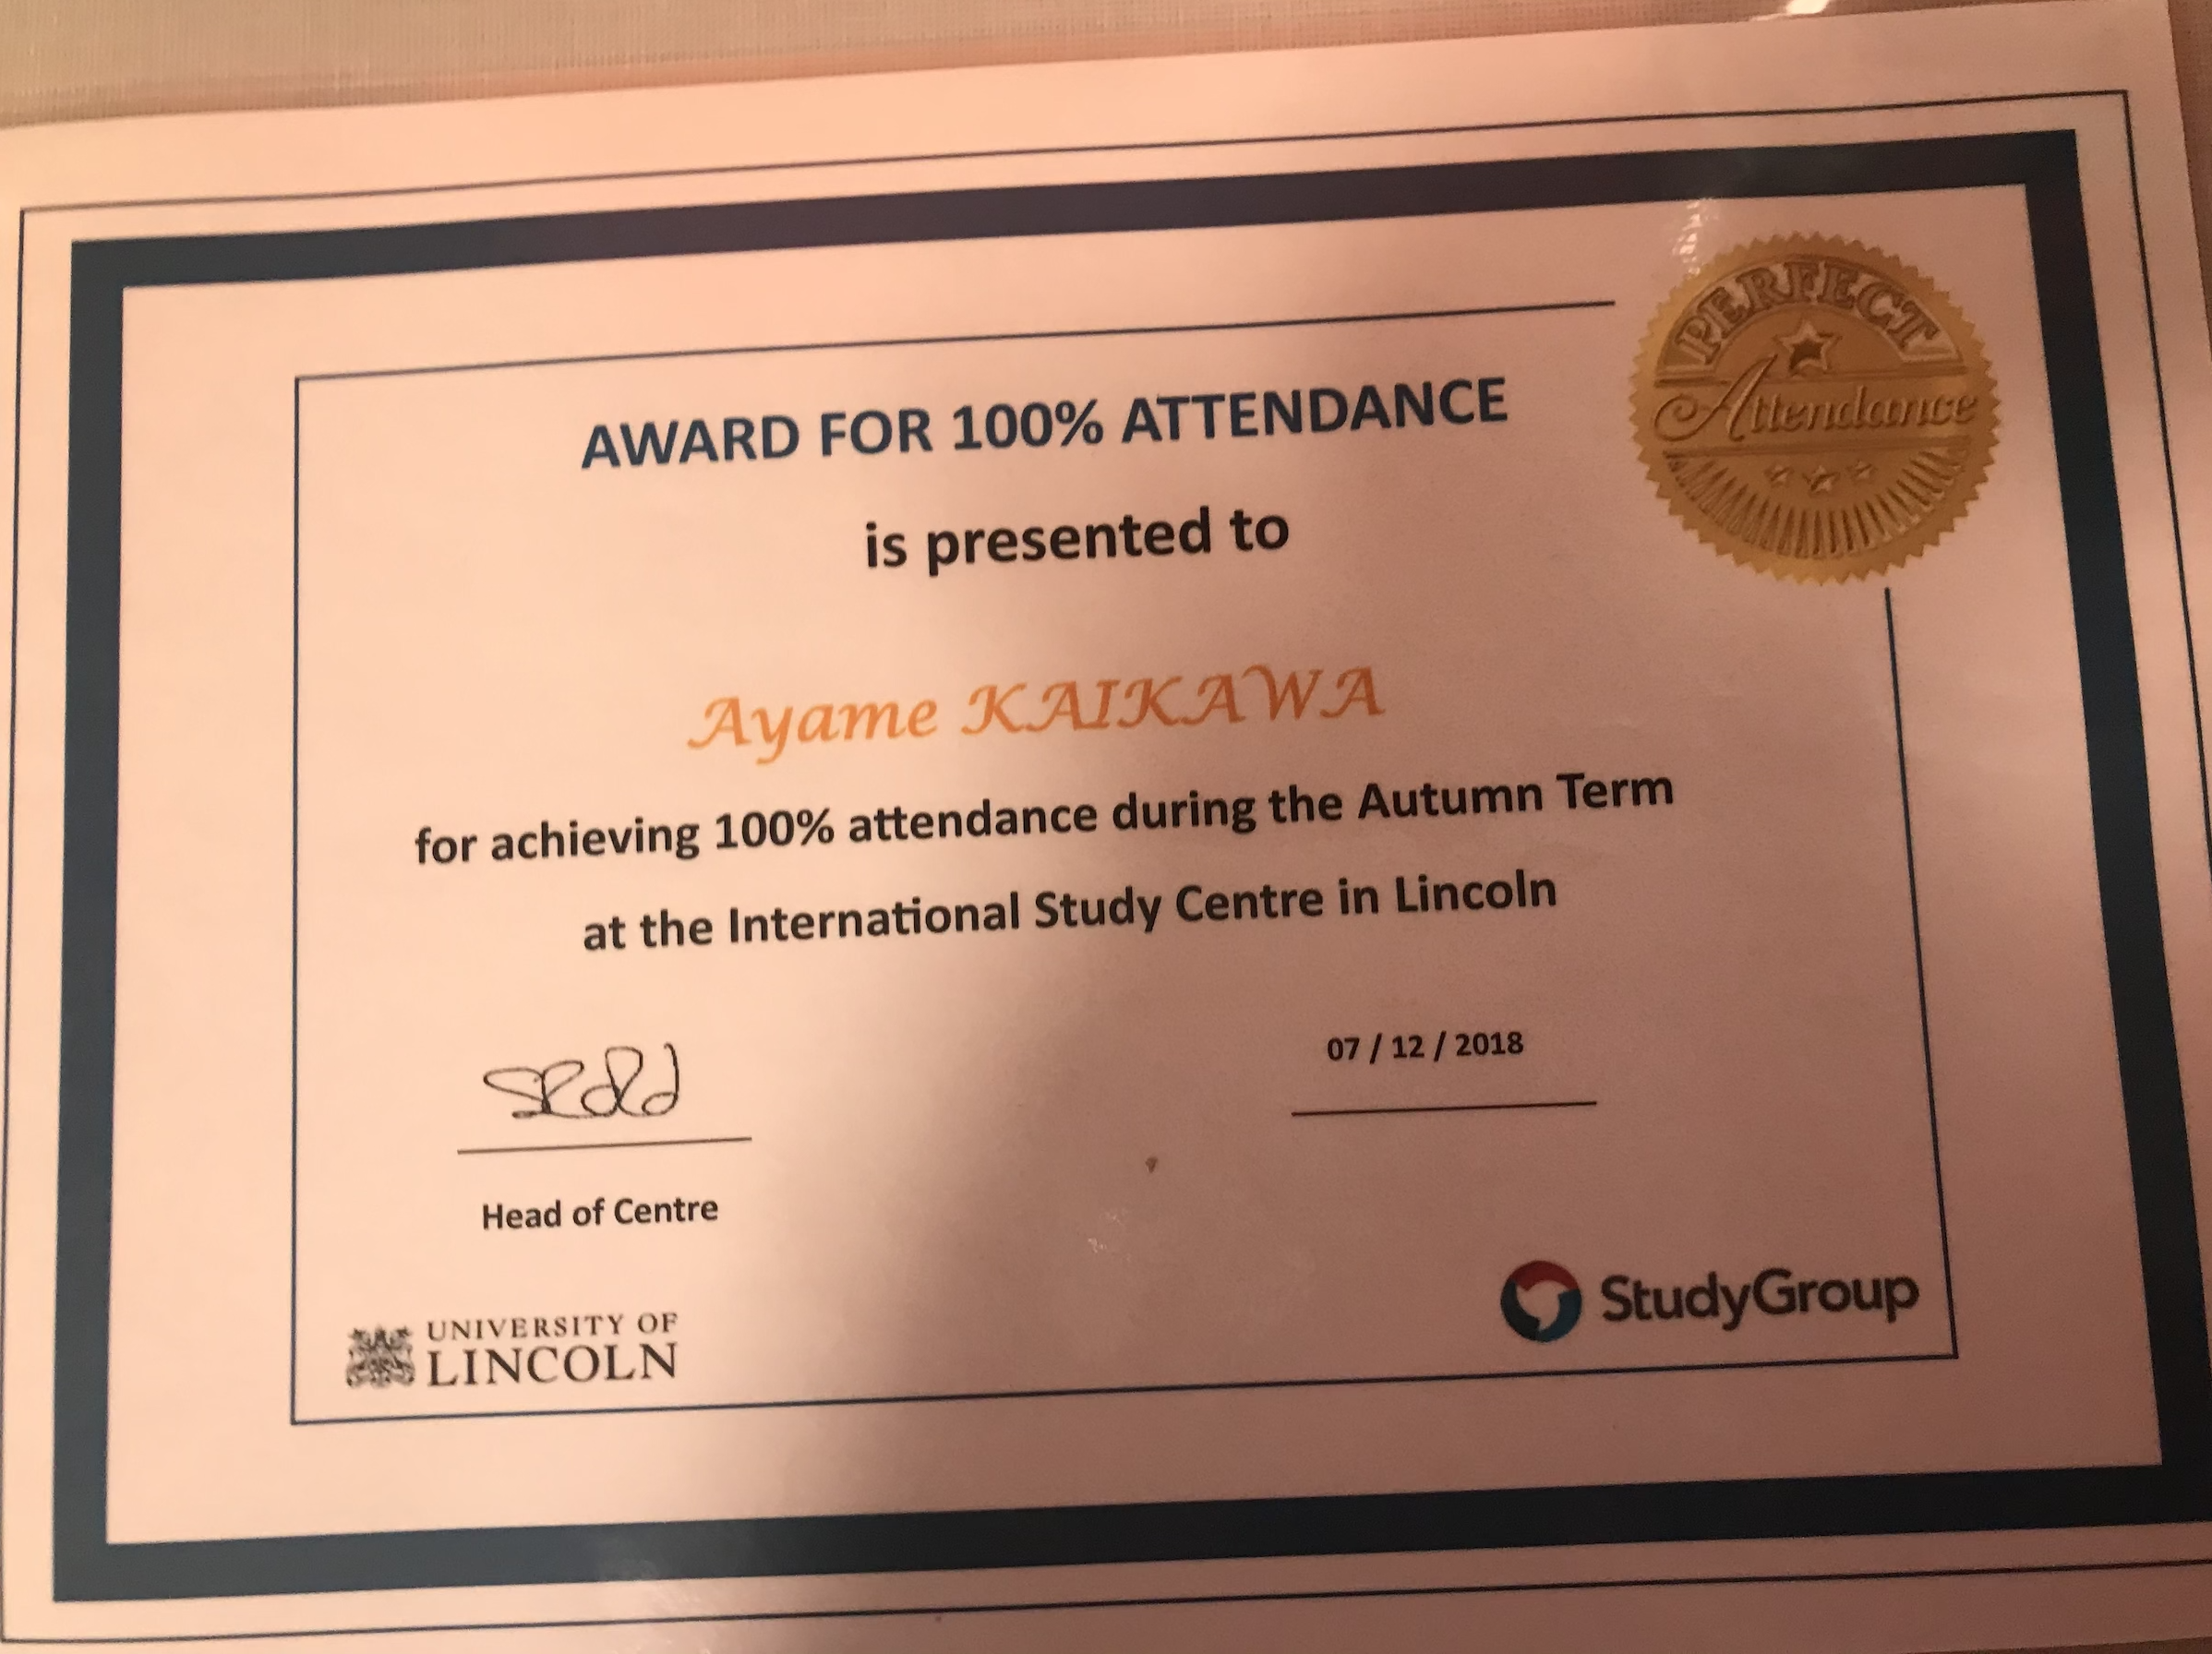 PERFECT
Attendance
AWARD FOR 100% ATTENDANCE
is presented to
Ayame KAIKAWA
for achieving 100% attendance during the Autumn Term
at the International Study Centre in Lincoln
07 / 12 / 2018
Head of Centre
UNIVERSITY OF
LINCOLN
StudyGroup